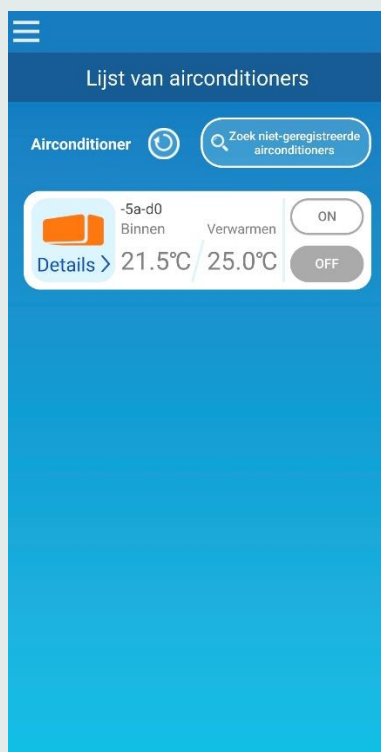 Lijst van airconditioners
Airconditioner
Zoek niet-geregistreerde
airconditioners
-5a-d0
Binnen
Verwarmen
ON
Details >
21.5℃
25.0℃
OFF